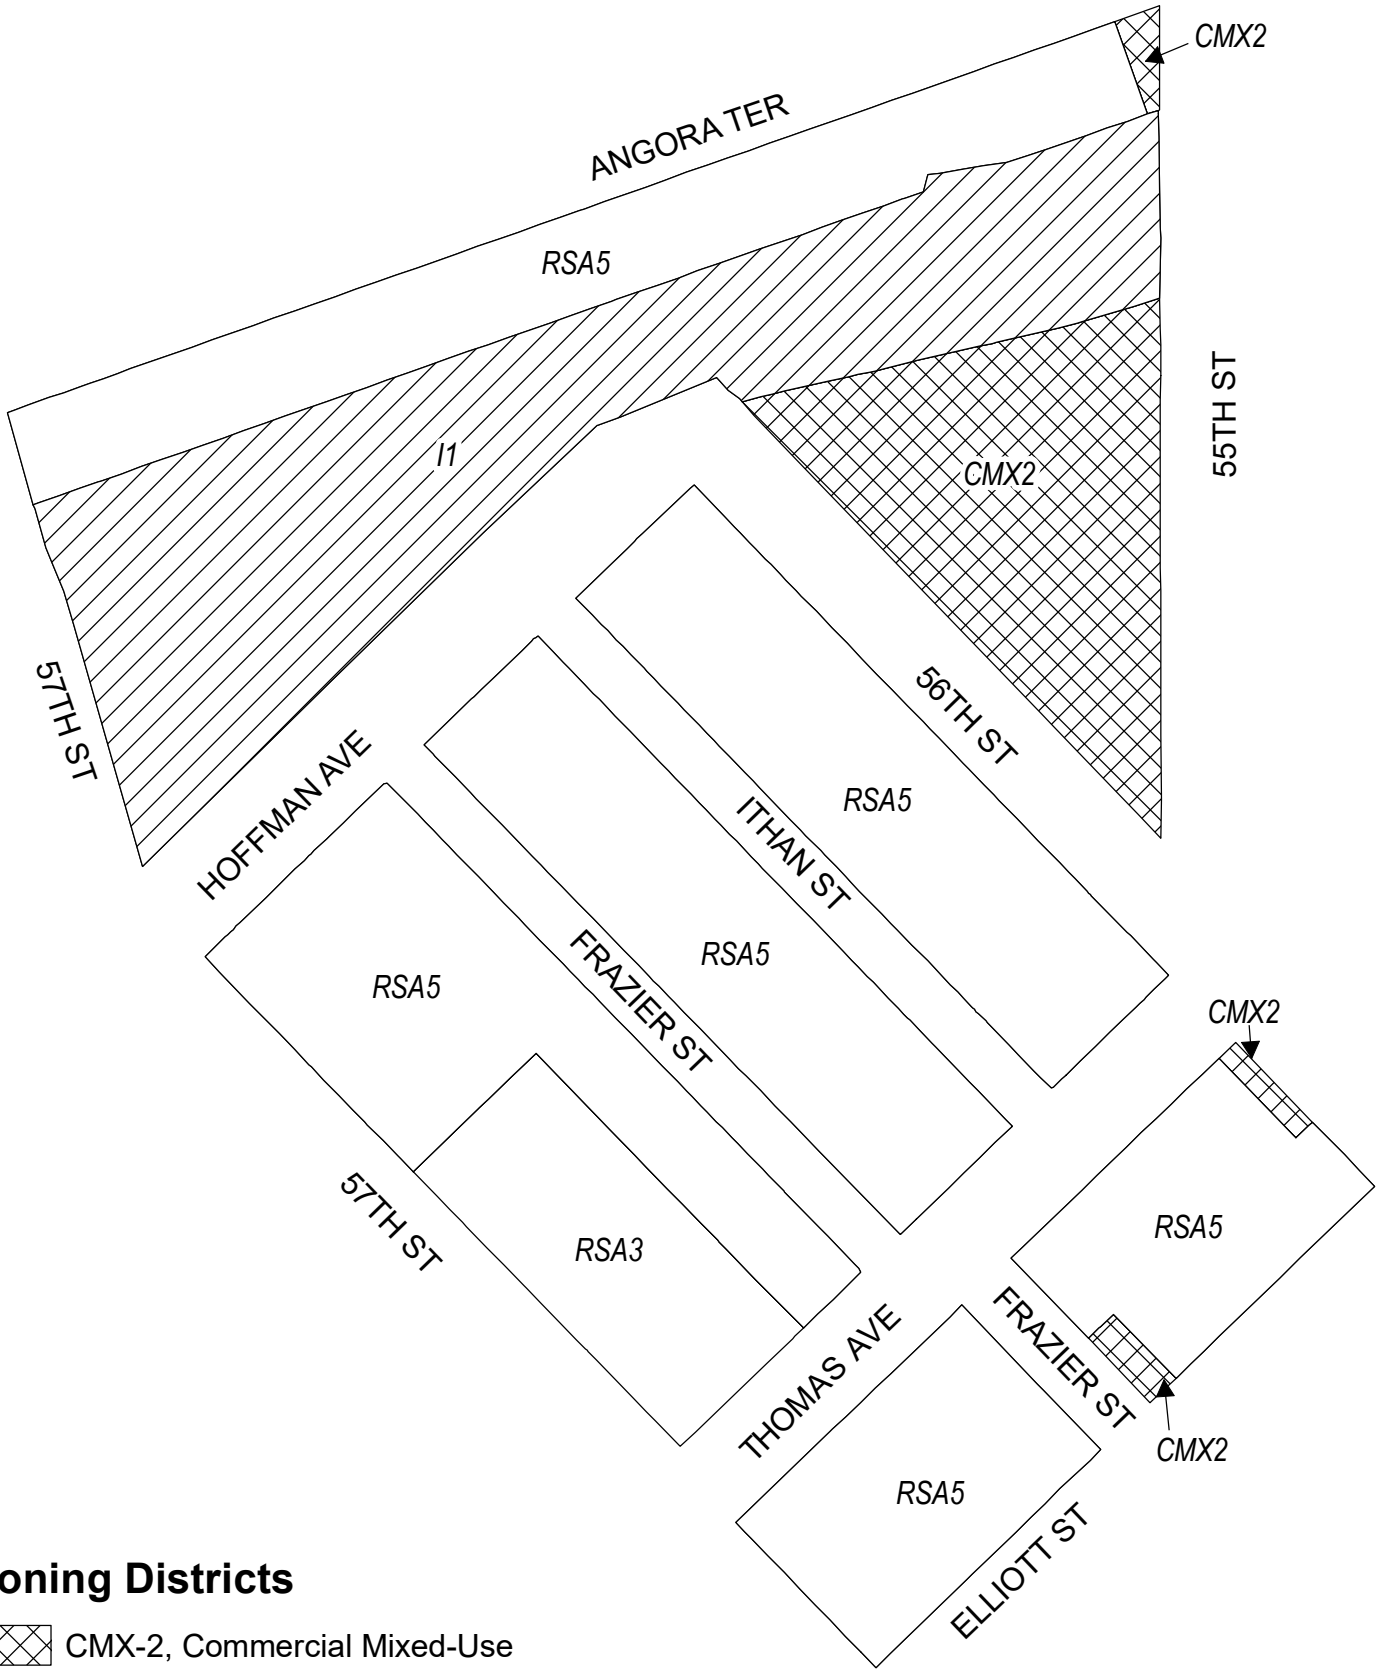 CMX2
ANGORA TER
RSA5
55TH ST
I1
CMX2
57TH ST
56TH ST
HOFFMAN AVE
RSA5
ITHAN ST
RSA5
FRAZIER ST
RSA5
CMX2
57TH ST
RSA3
RSA5
FRAZIER ST
THOMAS AVE
CMX2
RSA5
ELLIOTT ST
oning Districts
CMX-2, Commercial Mixed-Use